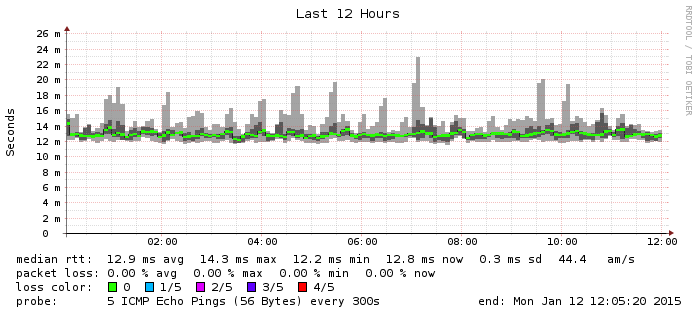 Last 12 Hours
RRDTOOL / TOBI OETIKER
Seconds
26 m
24 m
22 m
20 m
18 m
16 m
14 m
12 m
10 m
8 m
6 m
4 m
2 m
0
02:00 04:00 06:00 08:00 10:00 12:00
median rtt: 12.9 ms avg 14.3 ms max 12.2 ms min 12.8 ms now 0.3 ms sd 44.4 am/s
packet loss: 0.00 % avg 0.00 % max 0.00 % min 0.00 % now
loss color: 0 1/5 2/5 3/5 4/5
probe: 5 ICMP Echo Pings (56 Bytes) every 300s end: Mon Jan 12 12:05:20 2015